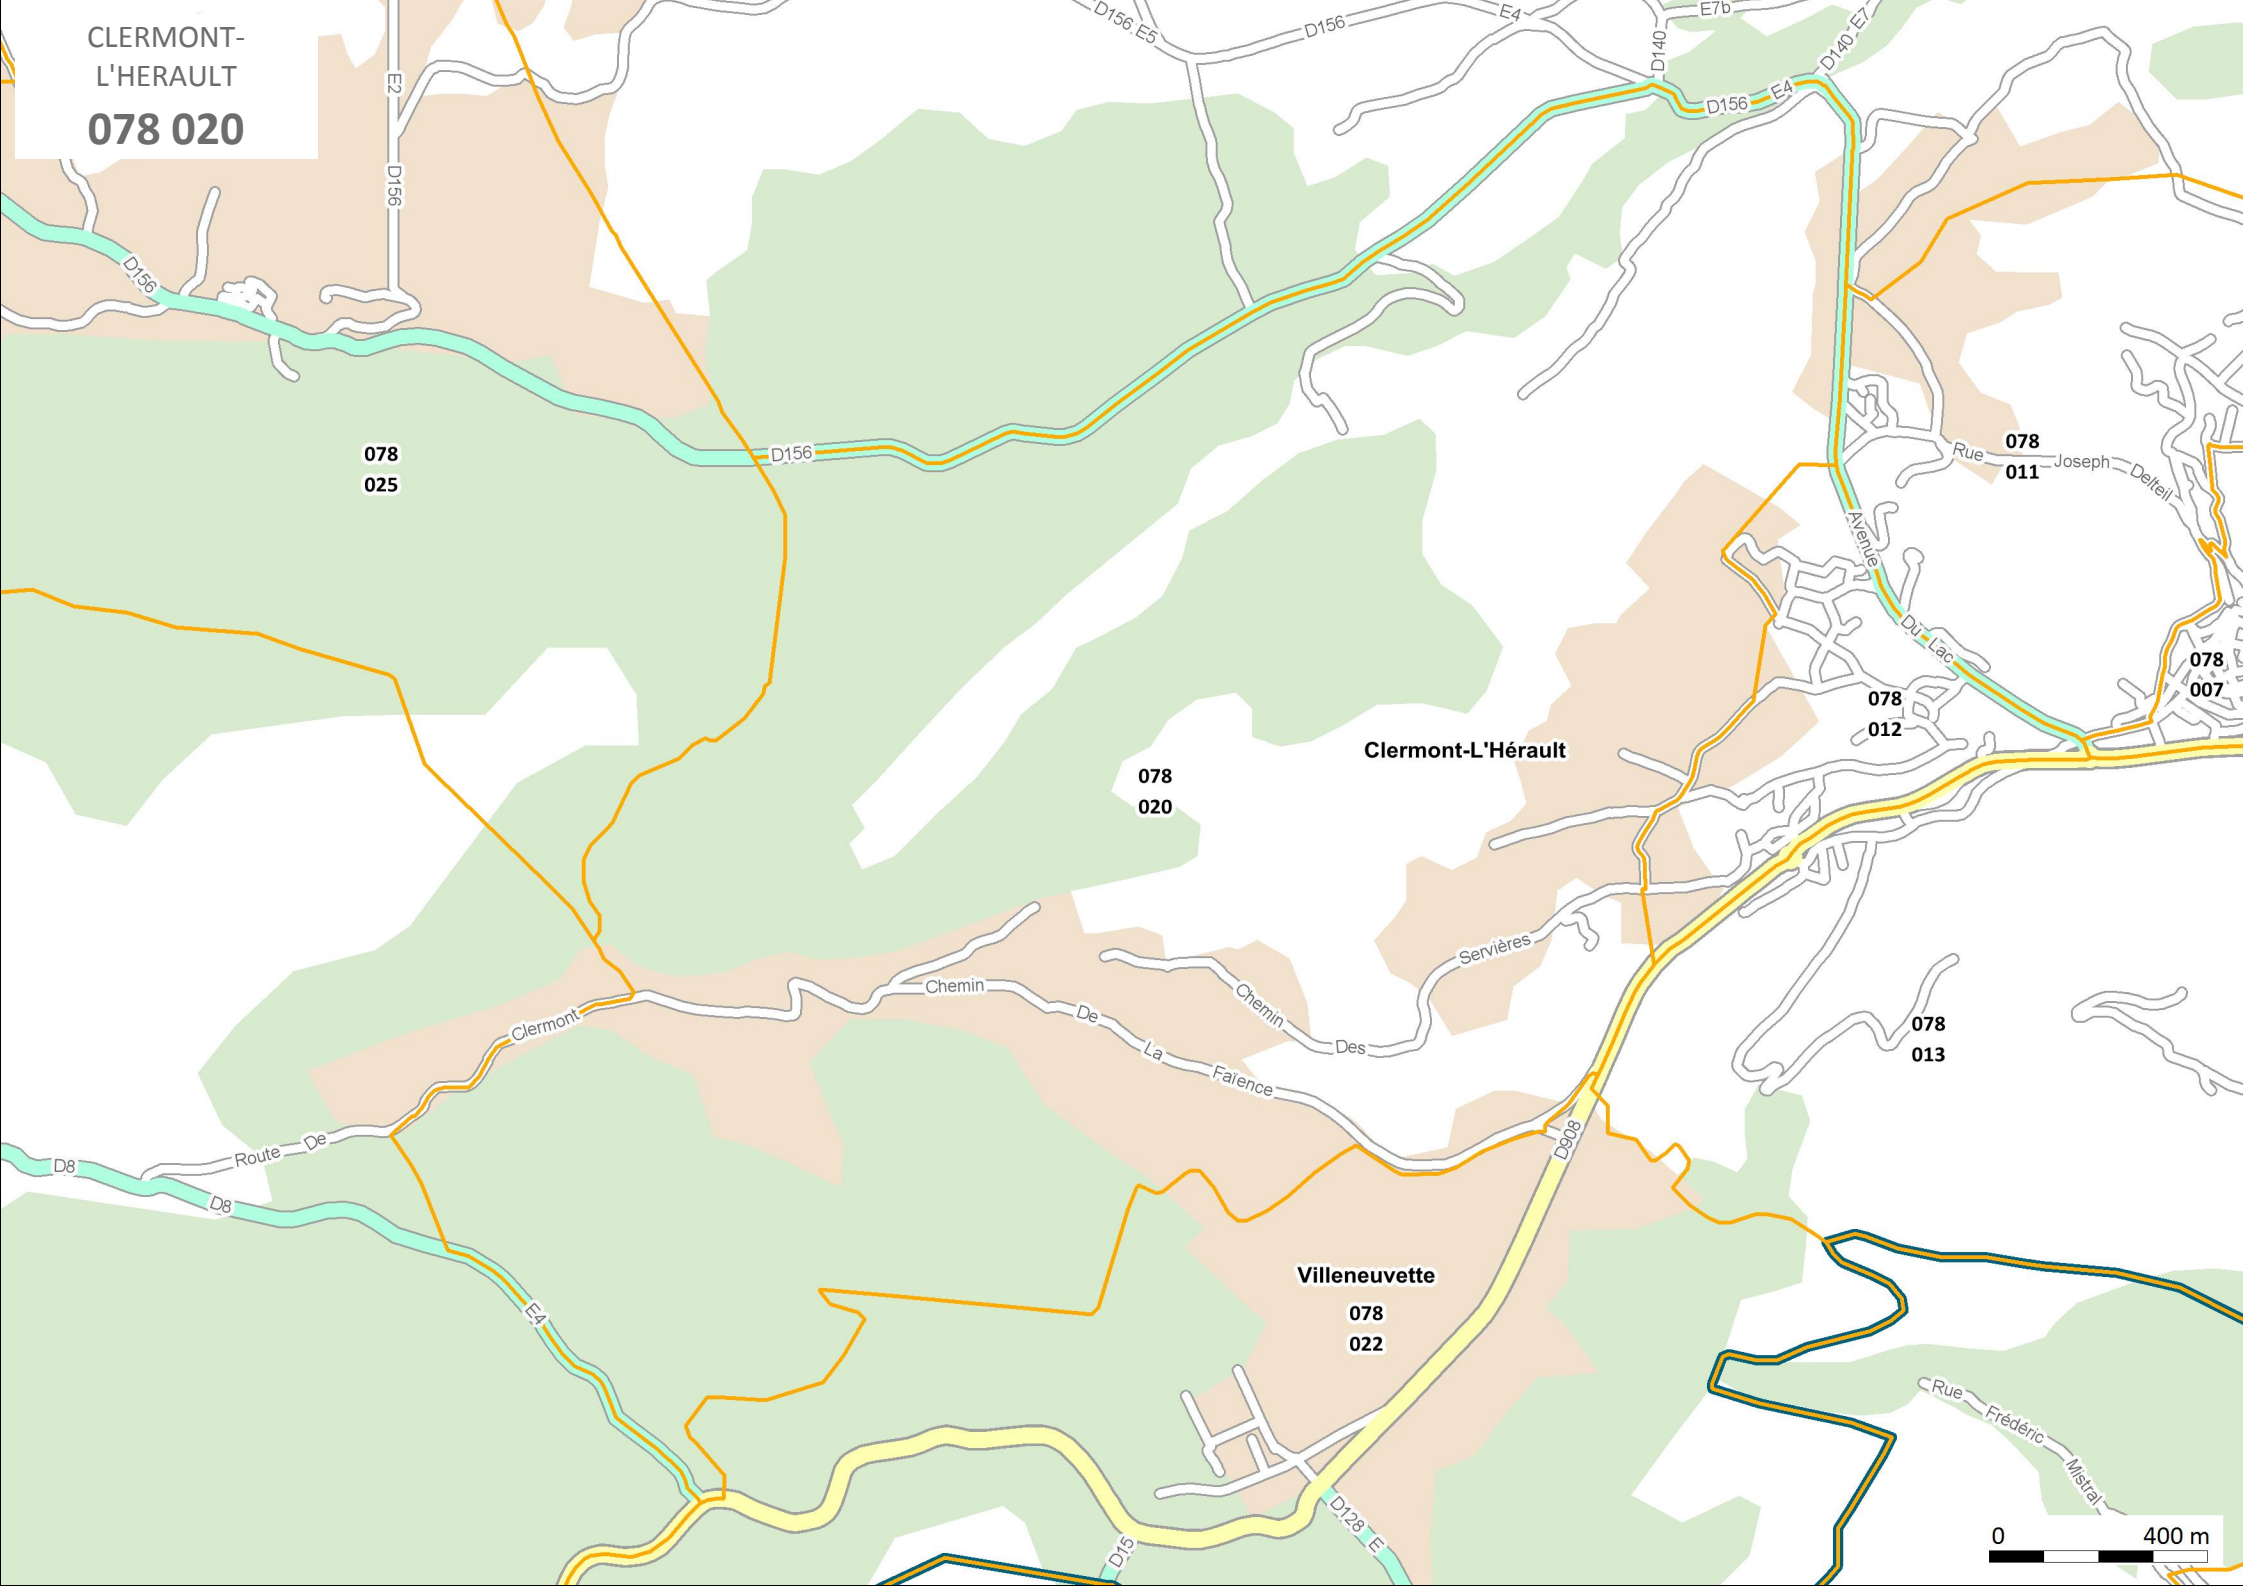 CLERMONT-
L'HERAULT
078 020
D156 E5
D156
E4
E7b
D140
D140 - E7
D156
E4
E2
D156
D156
D156
078
025
Rue
Joseph
Delteil
078
011
Avenue
Du
Lac
078
007
078
012
Clermont-L'Hérault
078
020
Servières
Chemin
Des
Chemin
De
La
Faïence
Clermont
Route
De
D8
D8
E4
078
013
D908
Villeneuvette
078
022
Rue
Frédéric
Mistral
D128
E
D15
0
400 m